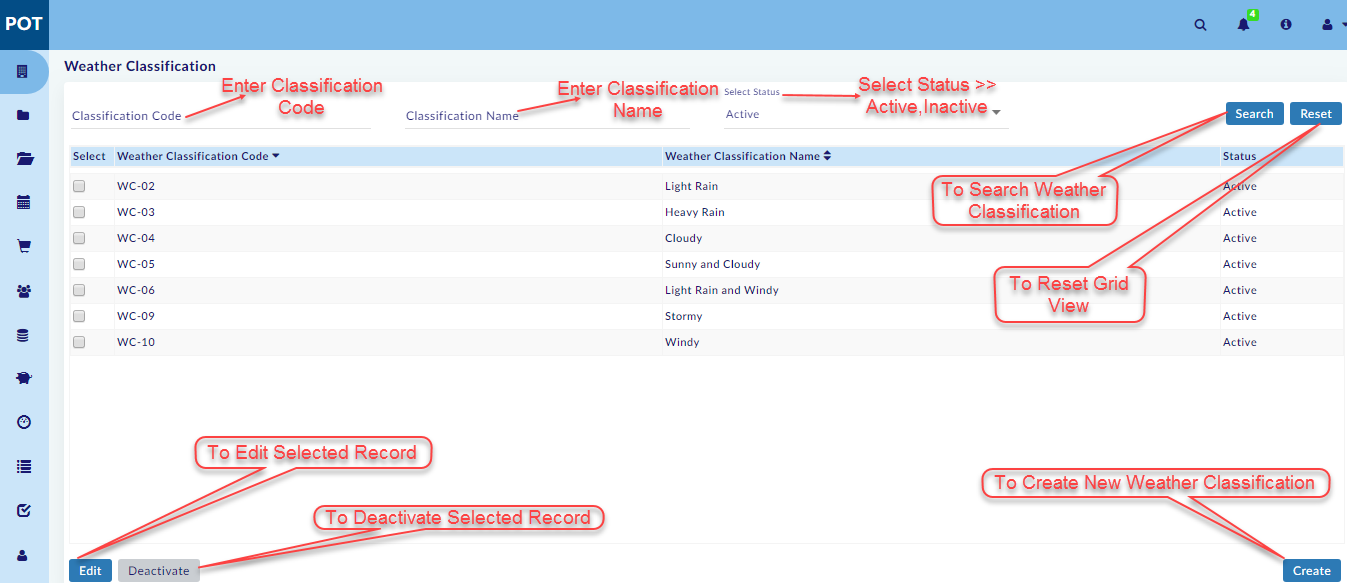 POT
4
Weather Classification
Enter Classification
Code
Enter Classification
Name
Select Status
Select Status >>
Active,Inactive
Classification Code
Classification Name
Active
Search
Reset
Select Weather Classification Code Weather Classification Name Status
WC-02 Light Rain Active
WC-03 Heavy Rain Active
WC-04 Cloudy Active
WC-05 Sunny and Cloudy Active
WC-06 Light Rain and Windy Active
WC-09 Stormy Active
WC-10 Windy Active
To Search Weather
Classification
To Reset Grid
View
To Edit Selected Record
To Create New Weather Classification
To Deactivate Selected Record
Edit
Deactivate
Create